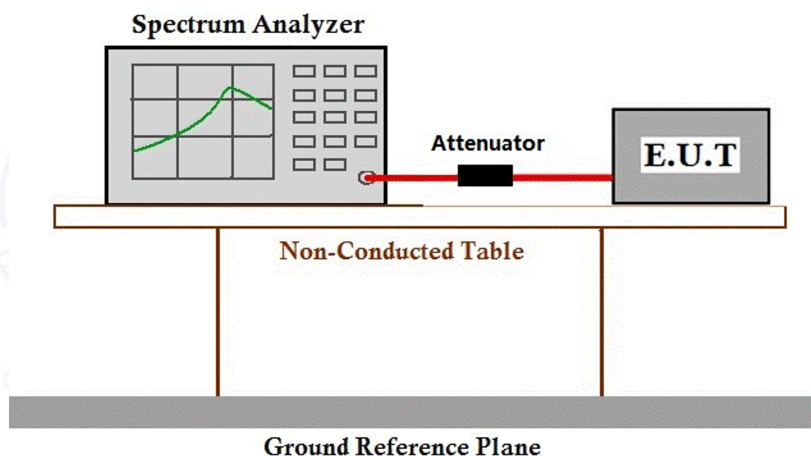 Spectrum Analyzer
Attenuator
E.U.T
Non-Conducted Table
Ground Reference Plane